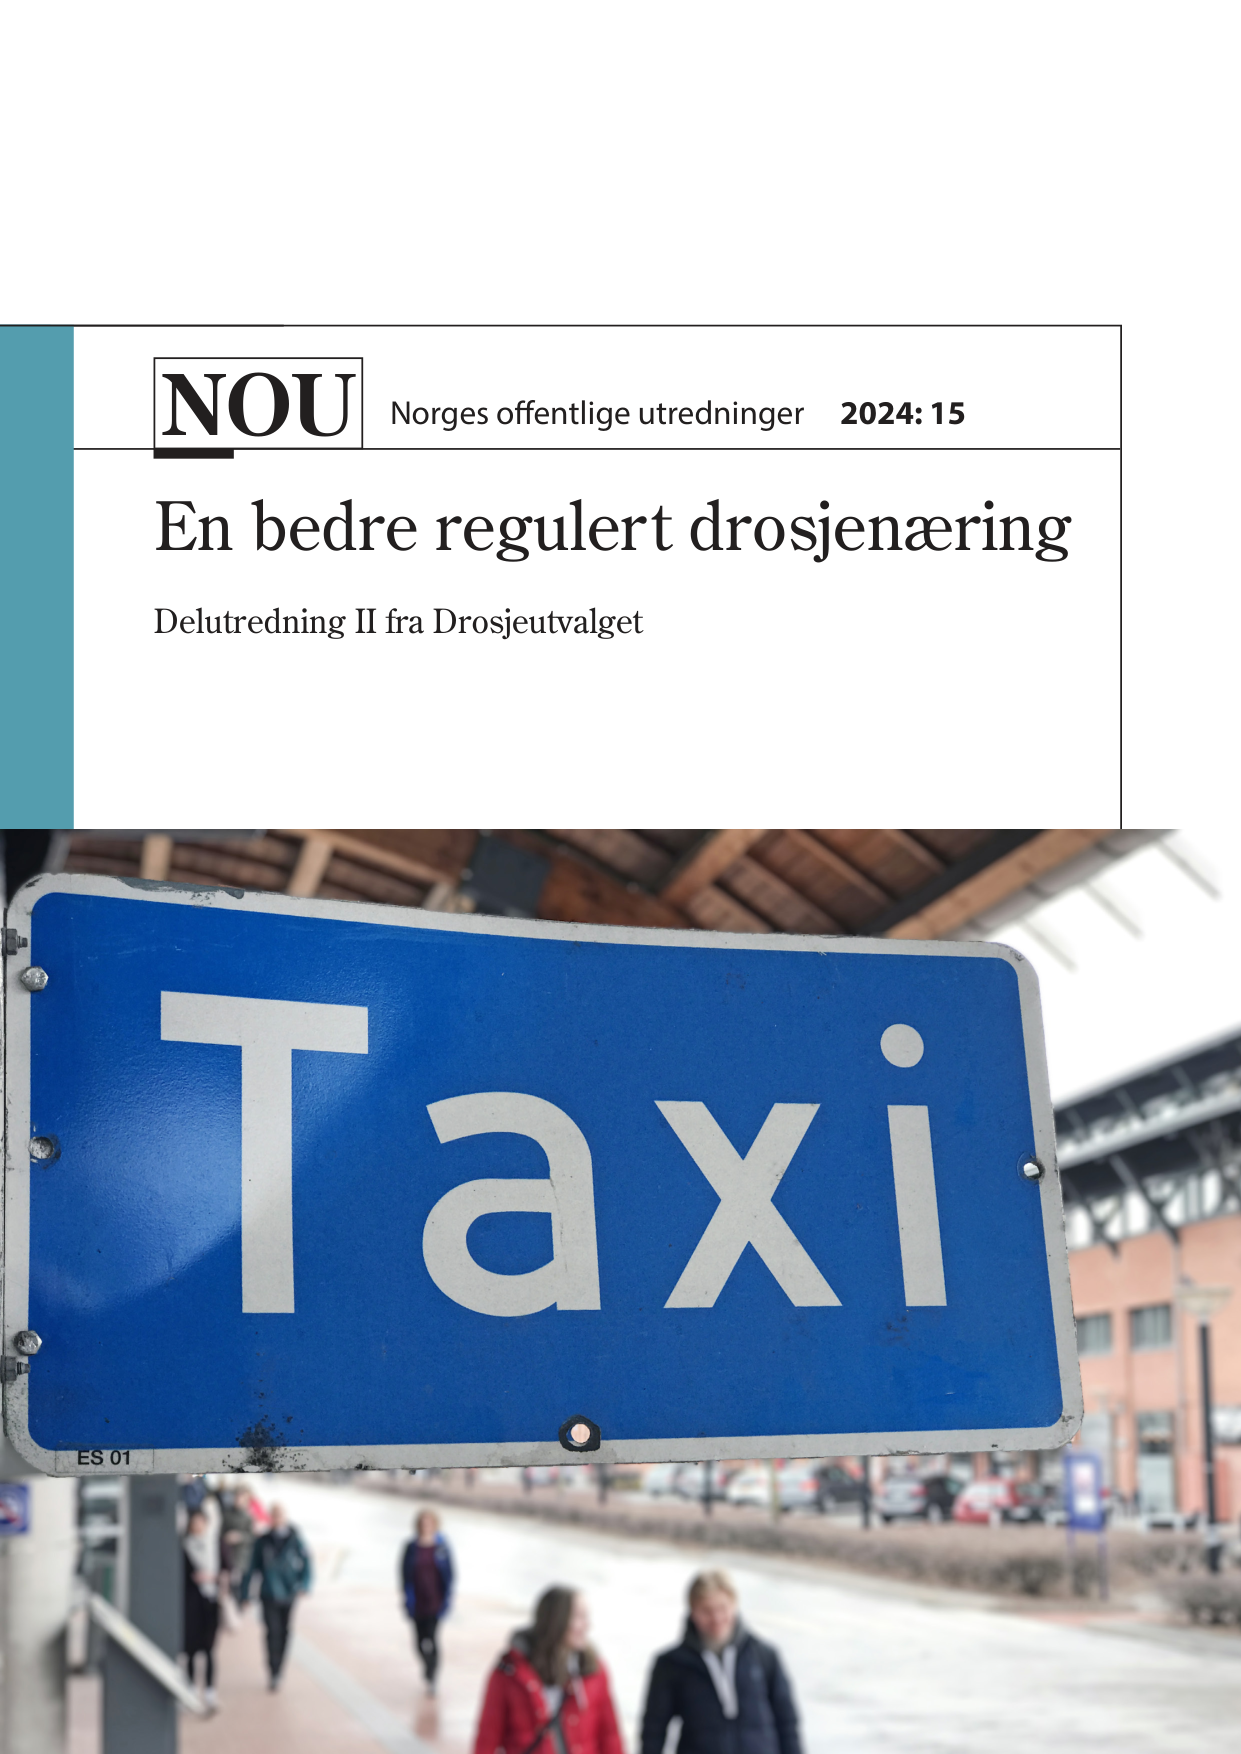 NOU
Norges offentlige utredninger 2024: 15
En bedre regulert drosjenæring
Delutredning II fra Drosjeutvalget
Taxi
ES 01